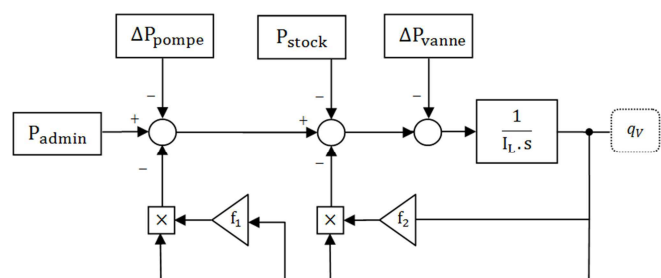 ΔP_pompe
P_stock
ΔP_vanne
−
−
−
P_admin
+
+
1
I_L.s
q_V
−
−
×
f_1
×
f_2